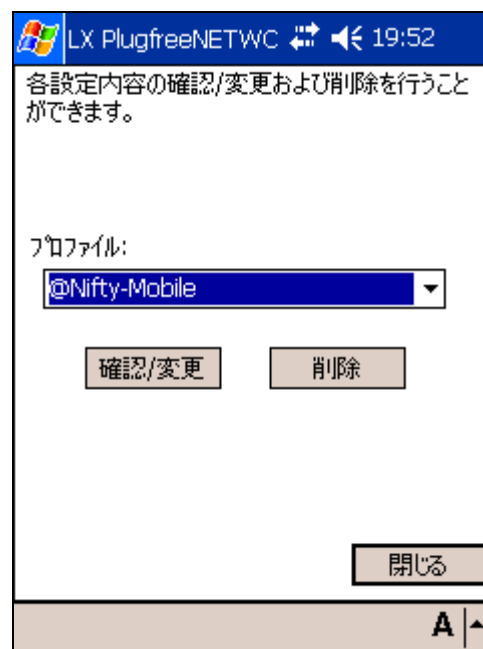 LX PlugfreeNETWC 19:52
各設定内容の確認/変更および削除を行うこと
ができます。
ﾌﾟﾛﾌｧｲﾙ:
@Nifty-Mobile
確認/変更
削除
閉じる
A